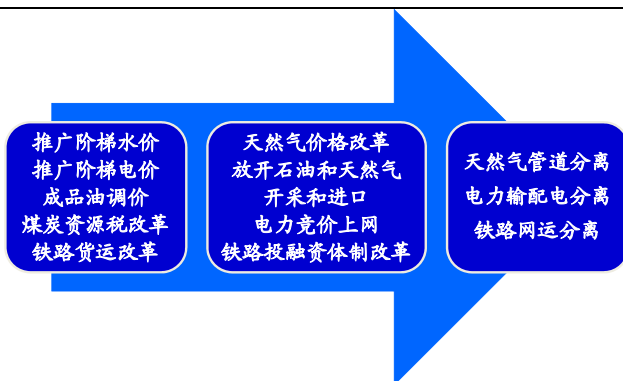 推广阶梯水价
推广阶梯电价
成品油调价
煤炭资源税改革
铁路货运改革
天然气价格改革
放开石油和天然气
开采和进口
电力竞价上网
铁路投融资体制改革
天然气管道分离
电力输配电分离
铁路网运分离